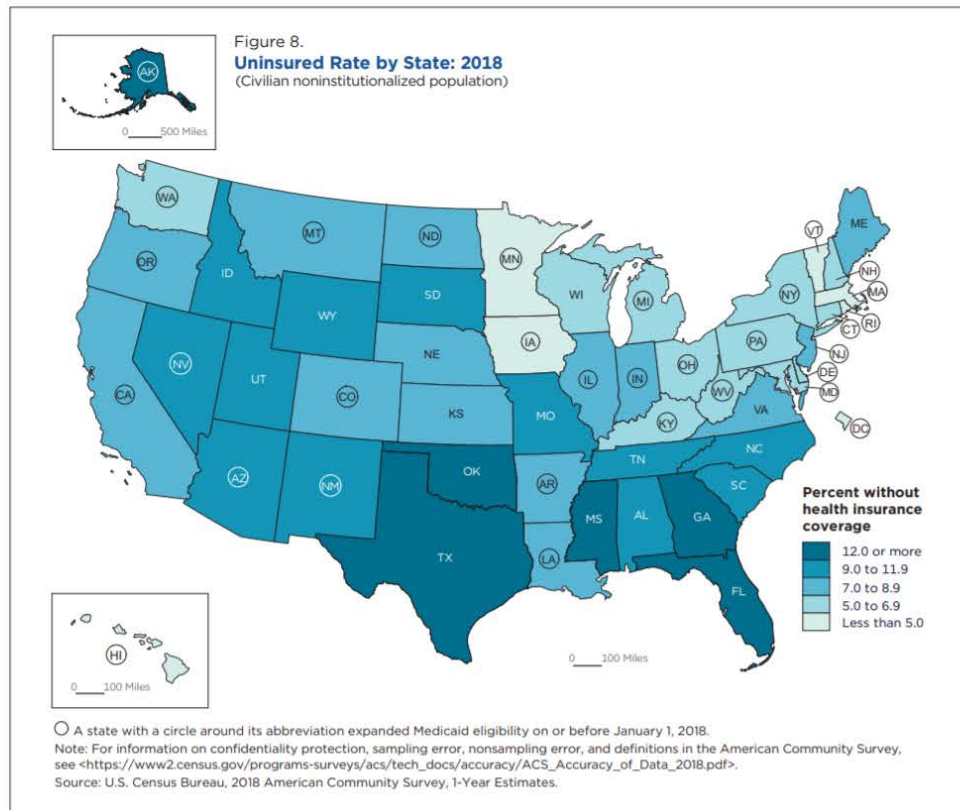 Figure 8.
Uninsured Rate by State: 2018
(Civilian noninstitutionalized population)
AK
0 500 Miles
WA
MT
ND
MN
VT
ME
OR
ID
SD
WI
MI
NY
NH
MA
WY
IA
PA
CT
RI
NV
NE
IL
IN
OH
NJ
DE
CA
UT
CO
KS
MO
WV
VA
MD
KY
DC
AZ
NM
OK
AR
TN
NC
SC
TX
LA
MS
AL
GA
FL
Percent without
health insurance
coverage
12.0 or more
9.0 to 11.9
7.0 to 8.9
5.0 to 6.9
Less than 5.0
HI
0 100 Miles
0 100 Miles
A state with a circle around its abbreviation expanded Medicaid eligibility on or before January 1, 2018.
Note: For information on confidentiality protection, sampling error, nonsampling error, and definitions in the American Community Survey,
see <https://www2.census.gov/programs-surveys/acs/tech_docs/accuracy/ACS_Accuracy_of_Data_2018.pdf>.
Source: U.S. Census Bureau, 2018 American Community Survey, 1-Year Estimates.